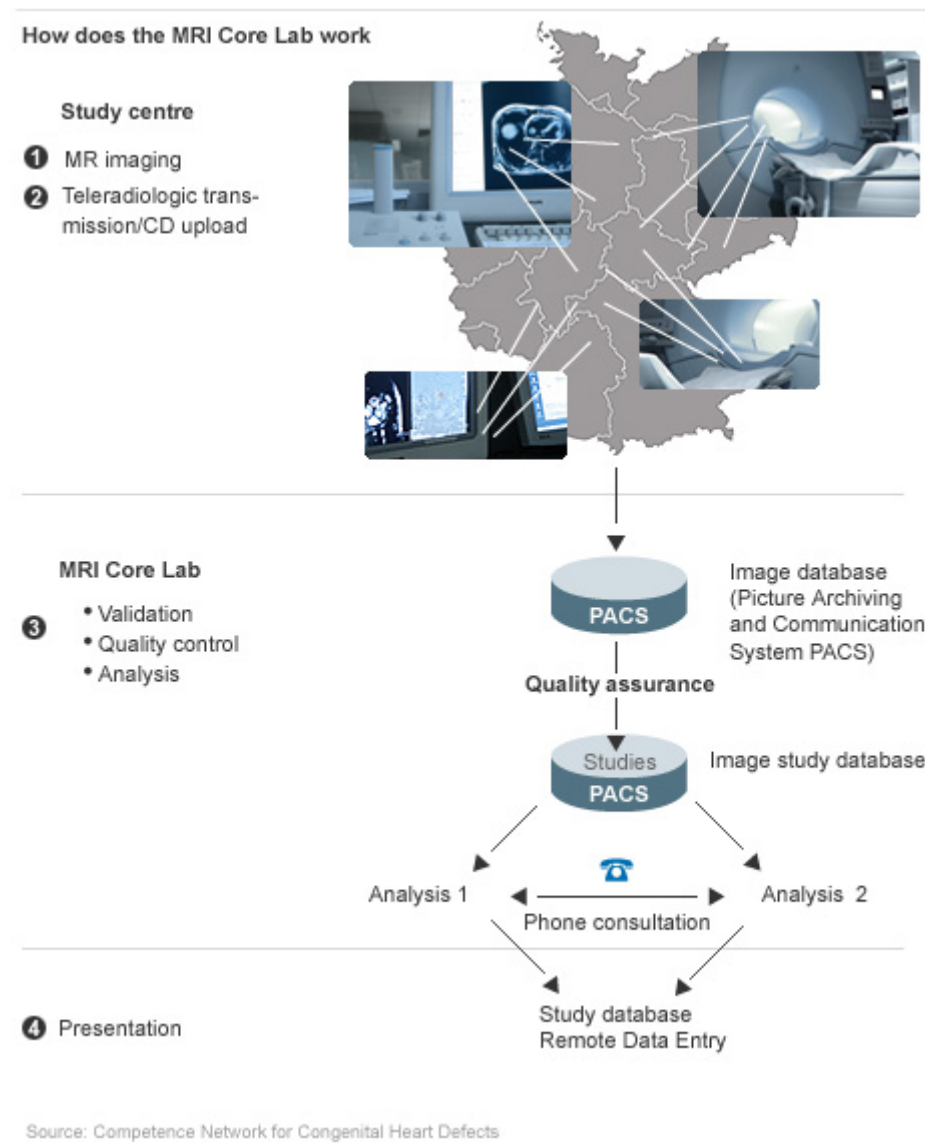 How does the MRI Core Lab work
Study centre
1 MR imaging
2 Teleradiologic trans-
mission/CD upload
MRI Core Lab
3
• Validation
• Quality control
• Analysis
PACS
Image database
(Picture Archiving
and Communication
System PACS)
Quality assurance
Studies
PACS
Image study database
Analysis 1
Phone consultation
Analysis 2
4 Presentation
Study database
Remote Data Entry
Source: Competence Network for Congenital Heart Defects